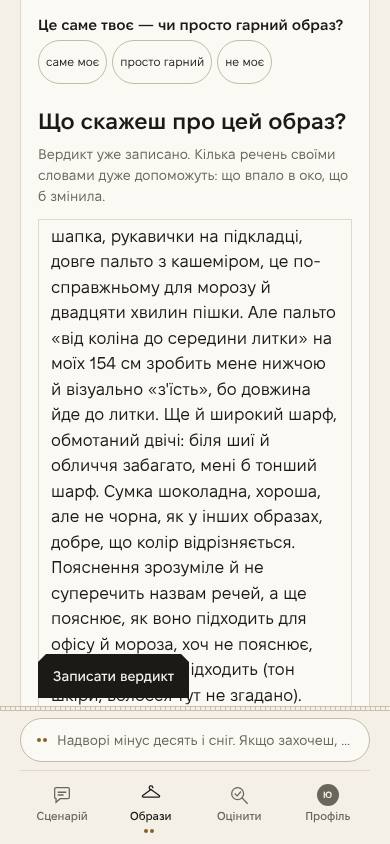 Це саме твоє — чи просто гарний образ?
саме моє
просто гарний
не моє
Що скажеш про цей образ?
Вердикт уже записано. Кілька речень своїми
словами дуже допоможуть: що впало в око, що
б змінила.
шапка, рукавички на підкладці,
довге пальто з кашеміром, це по-
справжньому для морозу й
двадцяти хвилин пішки. Але пальто
«від коліна до середини литки» на
моїх 154 см зробить мене нижчою
й візуально «з'їсть», бо довжина
йде до литки. Ще й широкий шарф,
обмотаний двічі: біля шиї й
обличчя забагато, мені б тонший
шарф. Сумка шоколадна, хороша,
але не чорна, як у інших образах,
добре, що колір відрізняється.
Пояснення зрозуміле й не
суперечить назвам речей, а ще
пояснює, як воно підходить для
офісу й мороза, хоч не пояснює,
Записати вердикт
ідходить (тон
тут не згадано).
Надворі мінус десять і сніг. Якщо захочеш, ...
Сценарій
Образи
Оцінити
Ю
Профіль